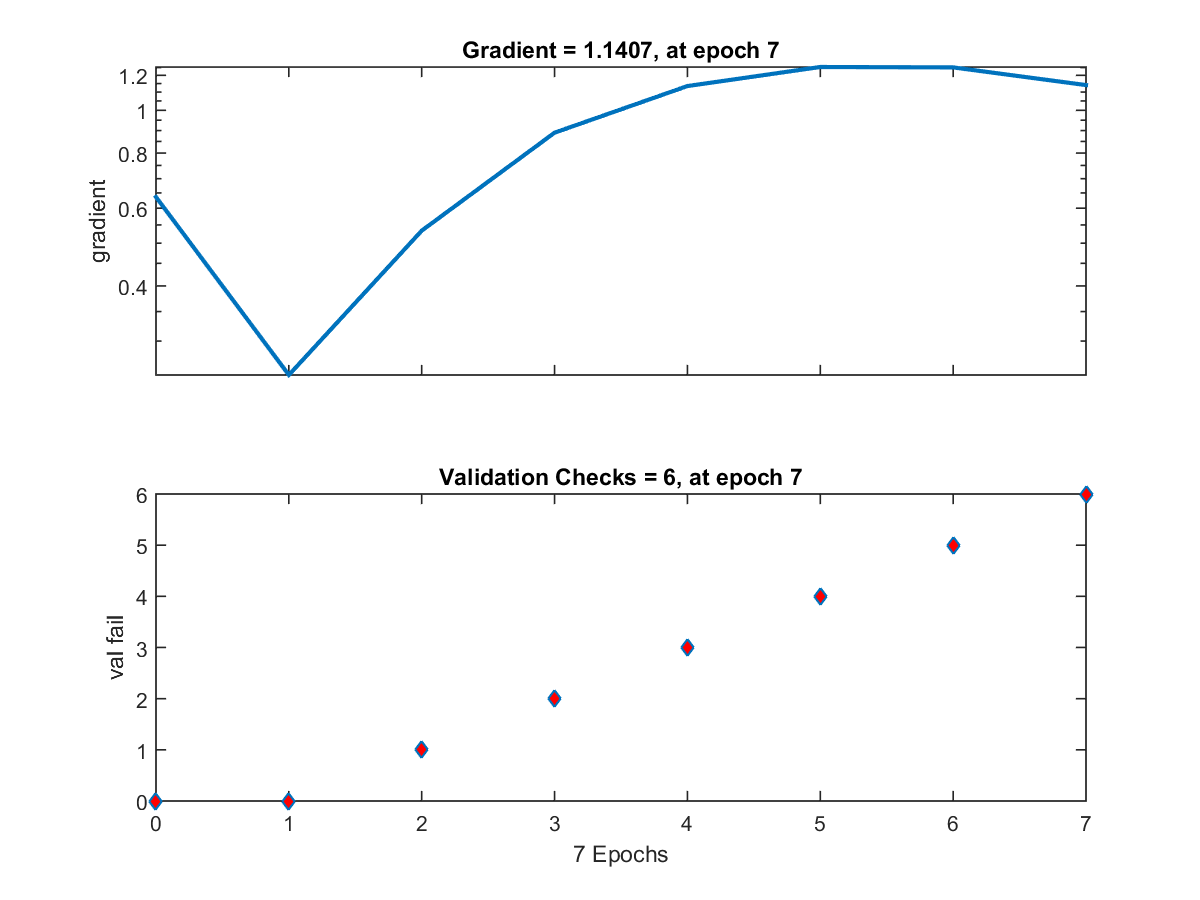 Gradient = 1.1407, at epoch 7
1.2
1
0.8
0.6
0.4
gradient
Validation Checks = 6, at epoch 7
6
5
4
3
2
1
0
val fail
0 1 2 3 4 5 6 7
7 Epochs